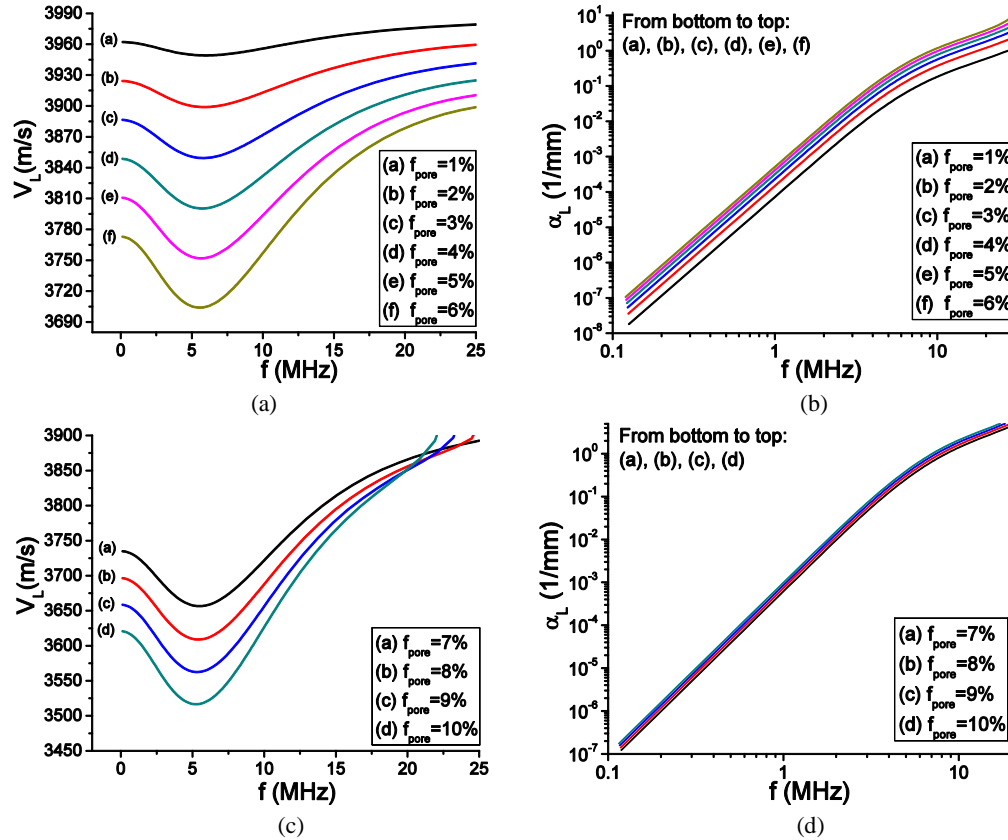 3990
3960
3930
3900
3870
3840
3810
3780
3750
3720
3690
V_L(m/s)
(a)
(b)
(c)
(d)
(e)
(f)
(a) f_pore=1%
(b) f_pore=2%
(c) f_pore=3%
(d) f_pore=4%
(e) f_pore=5%
(f) f_pore=6%
0 5 10 15 20 25
f (MHz)
(a)
From bottom to top:
(a), (b), (c), (d), (e), (f)
10^1
10^0
10^-1
10^-2
10^-3
10^-4
10^-5
10^-6
10^-7
10^-8
α_L (1/mm)
(a) f_pore=1%
(b) f_pore=2%
(c) f_pore=3%
(d) f_pore=4%
(e) f_pore=5%
(f) f_pore=6%
0.1 1 10
f (MHz)
(b)
3900
3850
3800
3750
3700
3650
3600
3550
3500
3450
V_L(m/s)
(a)
(b)
(c)
(d)
(a) f_pore=7%
(b) f_pore=8%
(c) f_pore=9%
(d) f_pore=10%
0 5 10 15 20 25
f (MHz)
(c)
From bottom to top:
(a), (b), (c), (d)
10^0
10^-1
10^-2
10^-3
10^-4
10^-5
10^-6
10^-7
α_L (1/mm)
(a) f_pore=7%
(b) f_pore=8%
(c) f_pore=9%
(d) f_pore=10%
0.1 1 10
f (MHz)
(d)